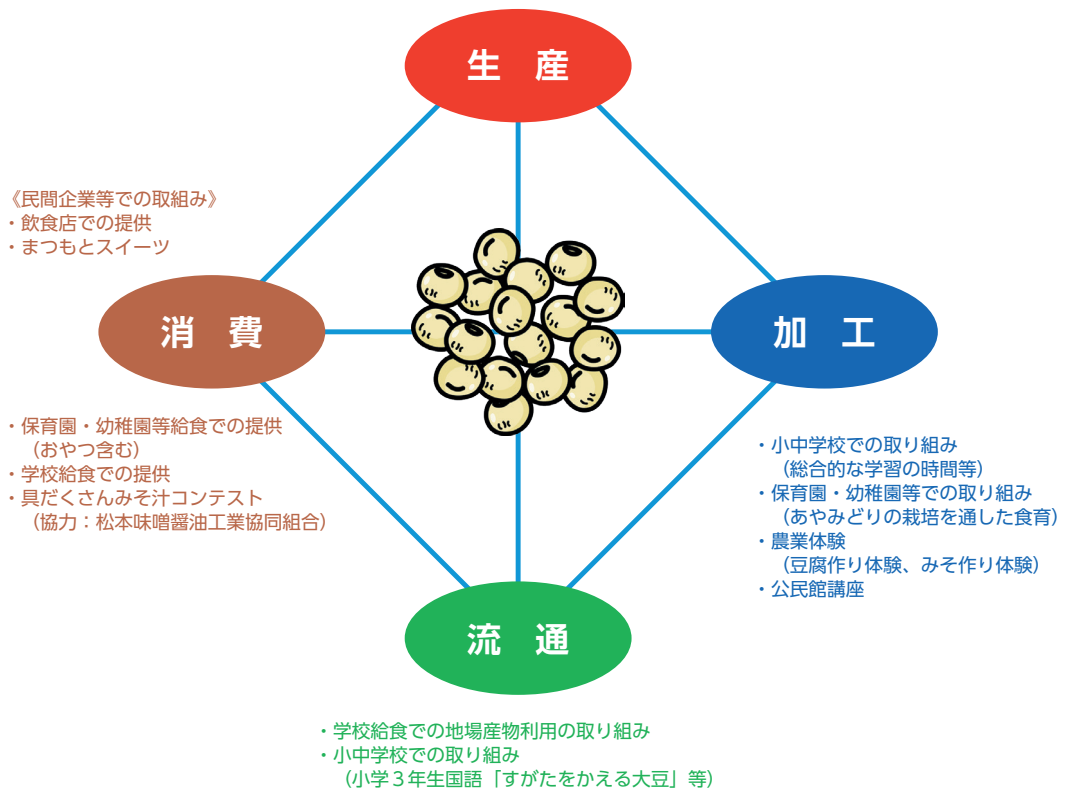 生　産
《民間企業等での取組み》
・飲食店での提供
・まつもとスイーツ
消　費
加　工
・保育園・幼稚園等給食での提供
（おやつ含む）
・学校給食での提供
・具だくさんみそ汁コンテスト
（協力：松本味噌醤油工業協同組合）
・小中学校での取り組み
（総合的な学習の時間等）
・保育園・幼稚園等での取り組み
（あやみどりの栽培を通した食育）
・農業体験
（豆腐作り体験、みそ作り体験）
・公民館講座
流　通
・学校給食での地場産物利用の取り組み
・小中学校での取り組み
（小学３年生国語「すがたをかえる大豆」等）